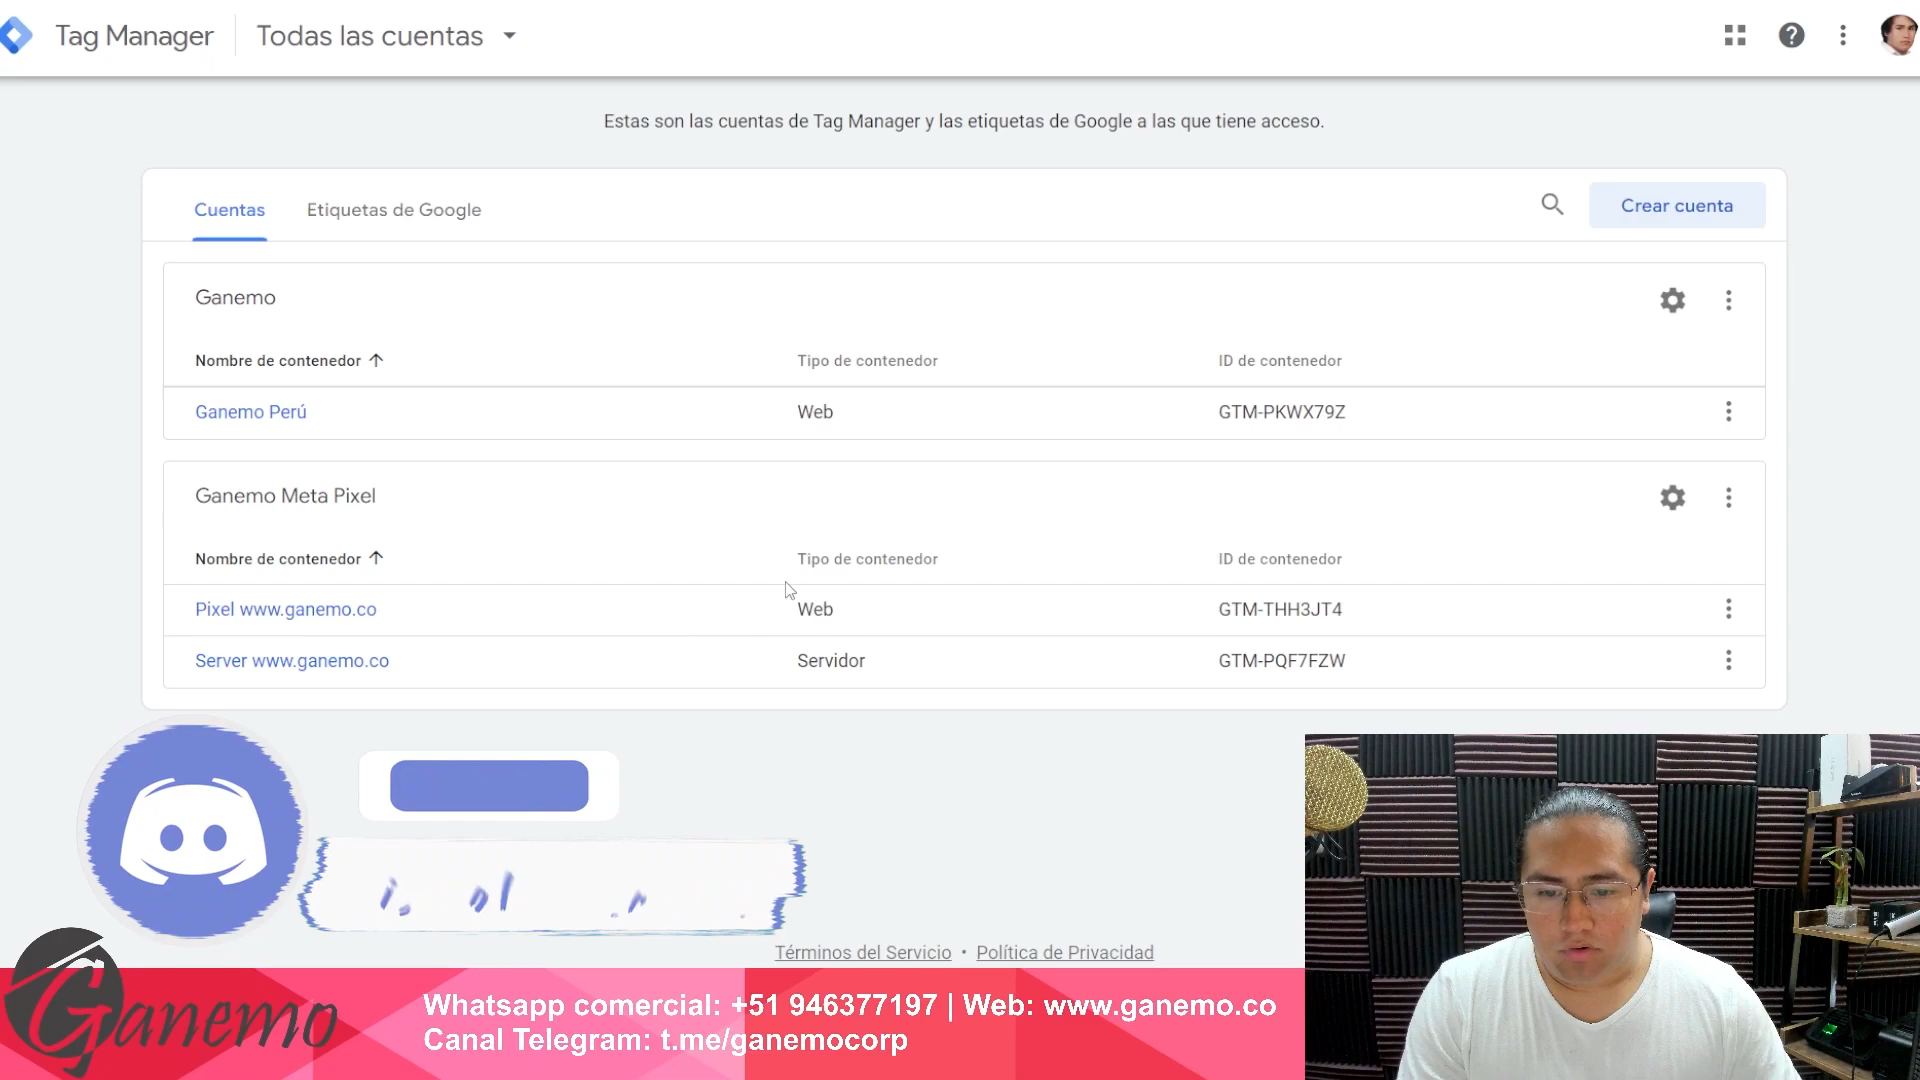 Tag Manager
Todas las cuentas
Estas son las cuentas de Tag Manager y las etiquetas de Google a las que tiene acceso.
Cuentas
Etiquetas de Google
Crear cuenta
Ganemo
Nombre de contenedor
Tipo de contenedor
ID de contenedor
Ganemo Perú
Web
GTM-PKWX79Z
Ganemo Meta Pixel
Nombre de contenedor
Tipo de contenedor
ID de contenedor
Pixel www.ganemo.co
Web
GTM-THH3JT4
Server www.ganemo.co
Servidor
GTM-PQF7FZW
Términos del Servicio • Política de Privacidad
Ganemo
Whatsapp comercial: +51 946377197 | Web: www.ganemo.co
Canal Telegram: t.me/ganemocorp